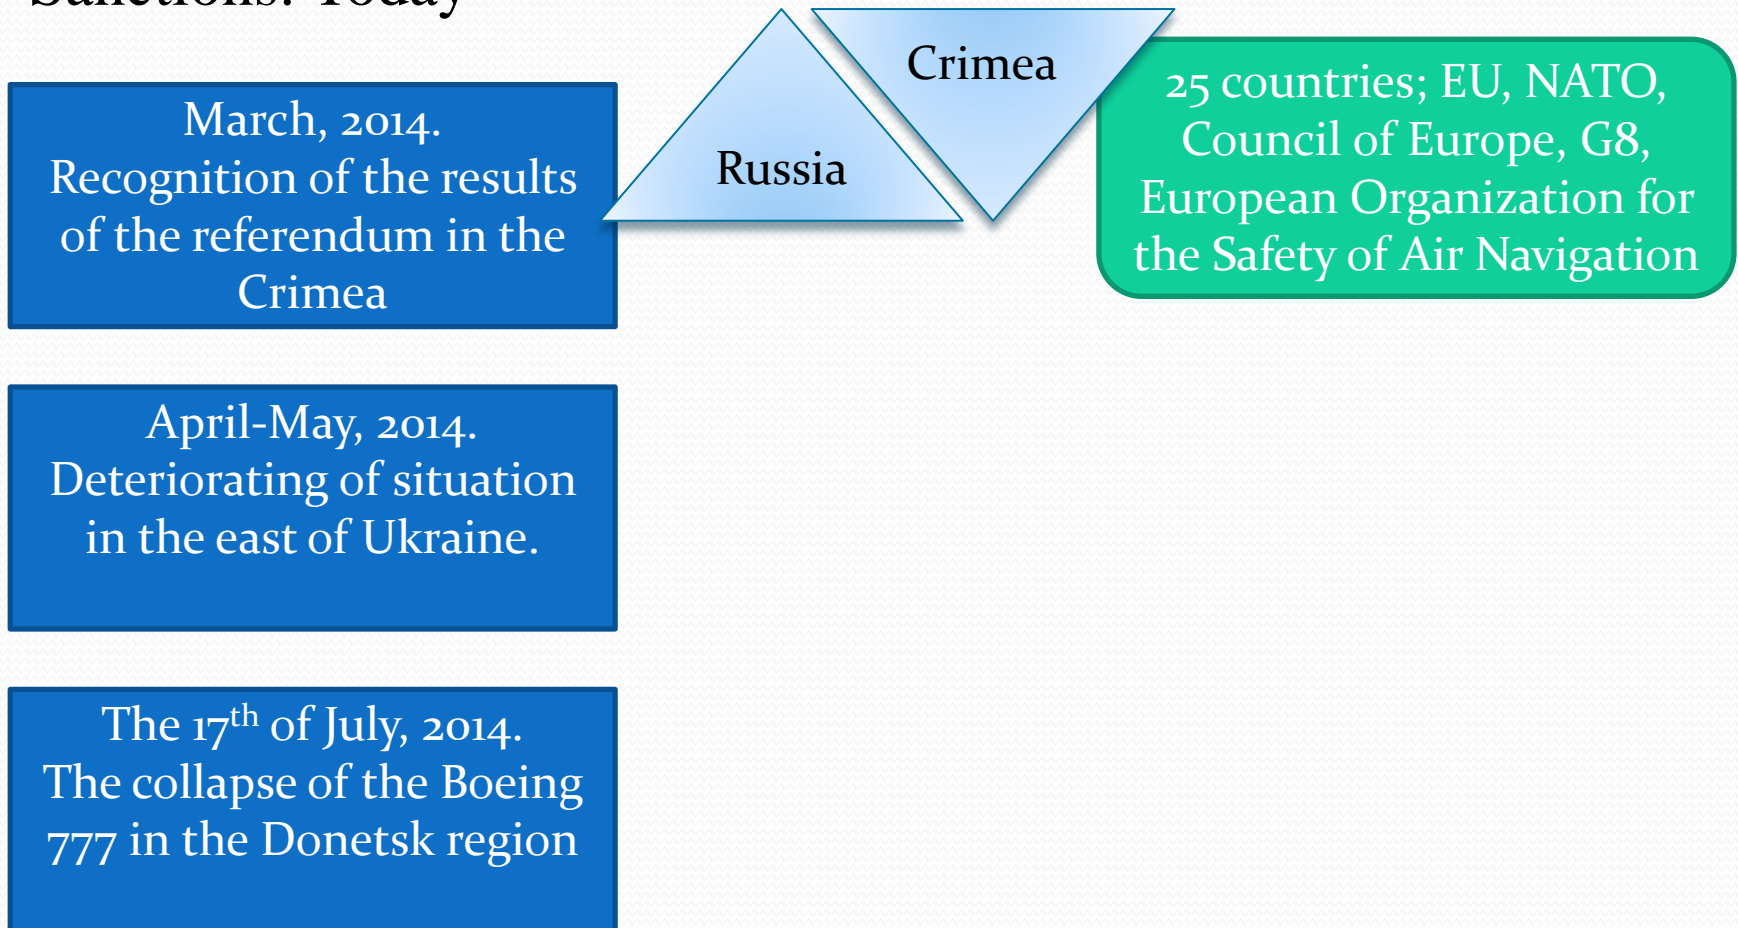 Sanctions. Today
March, 2014.
Recognition of the results
of the referendum in the
Crimea
Russia
Crimea
25 countries; EU, NATO,
Council of Europe, G8,
European Organization for
the Safety of Air Navigation
April-May, 2014.
Deteriorating of situation
in the east of Ukraine.
The 17th of July, 2014.
The collapse of the Boeing
777 in the Donetsk region